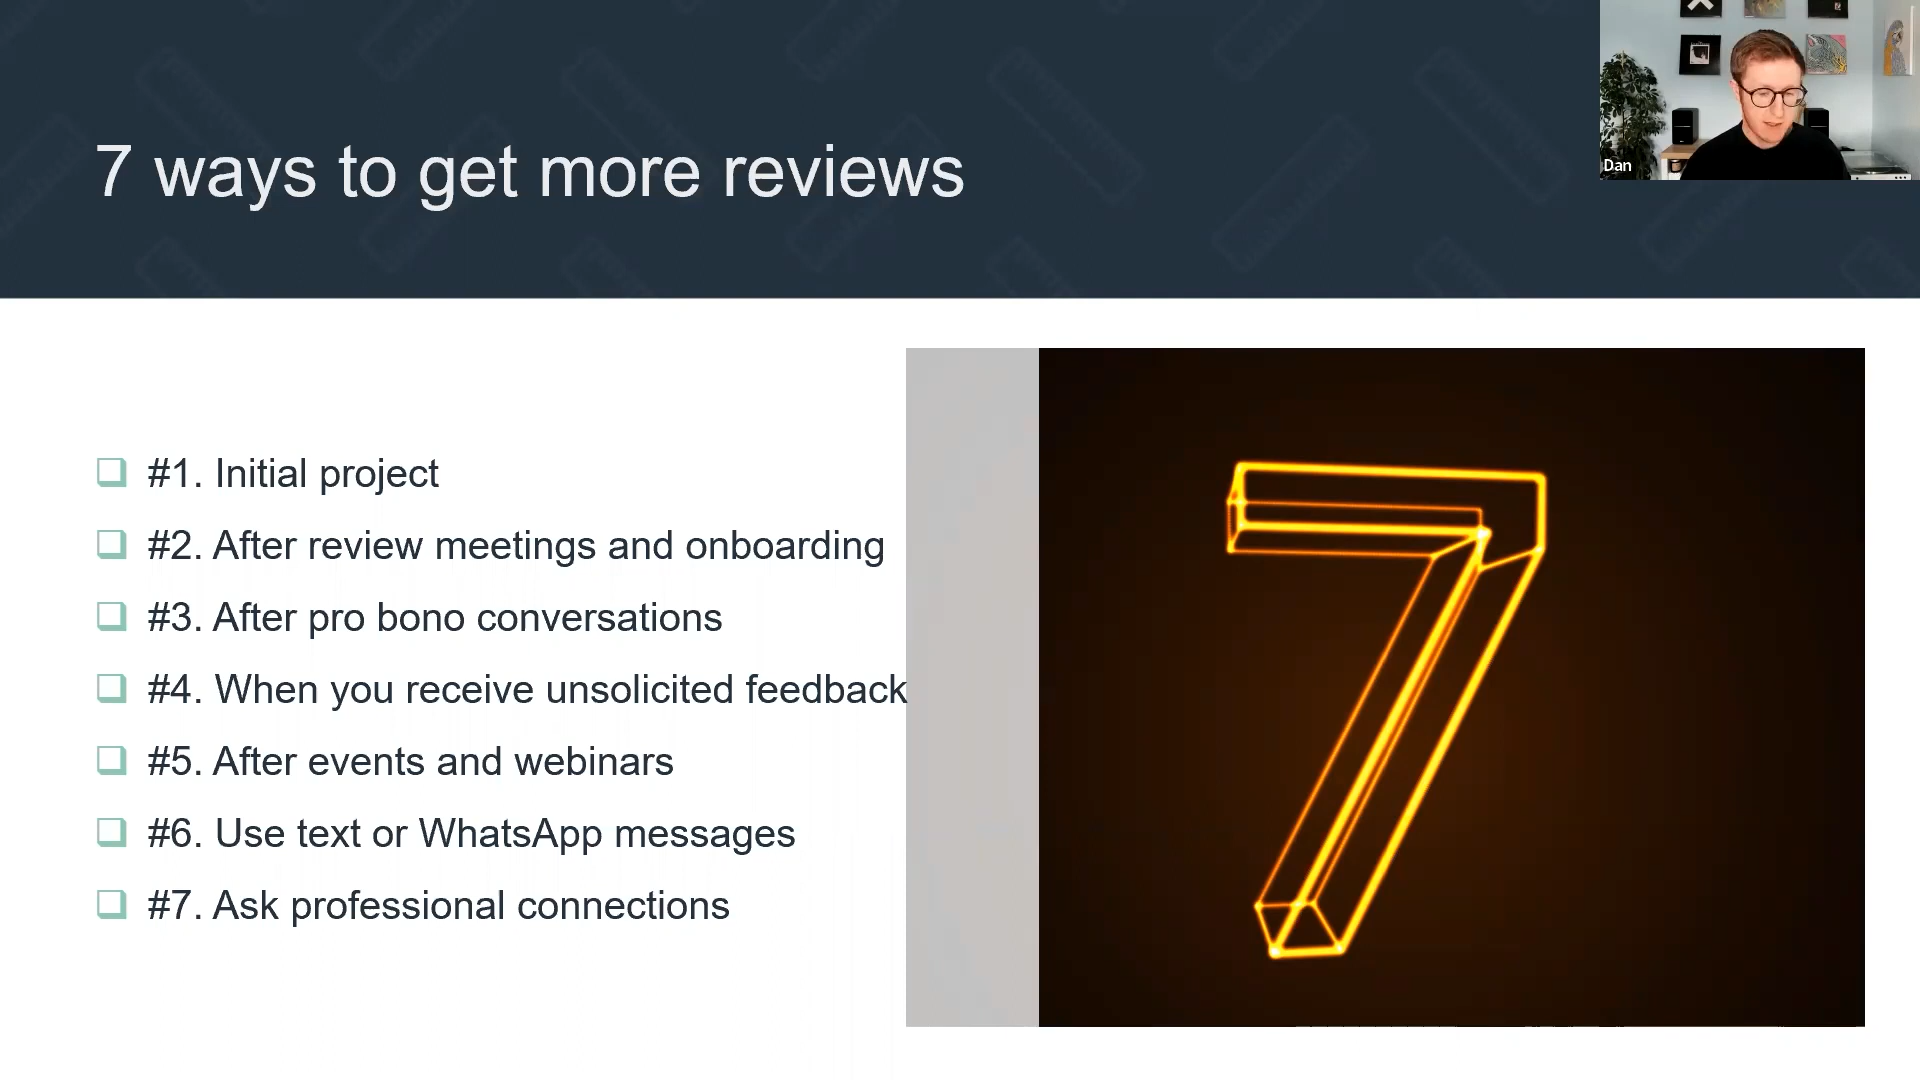 7 ways to get more reviews
Dan
#1. Initial project
#2. After review meetings and onboarding
#3. After pro bono conversations
#4. When you receive unsolicited feedback
#5. After events and webinars
#6. Use text or WhatsApp messages
#7. Ask professional connections
7